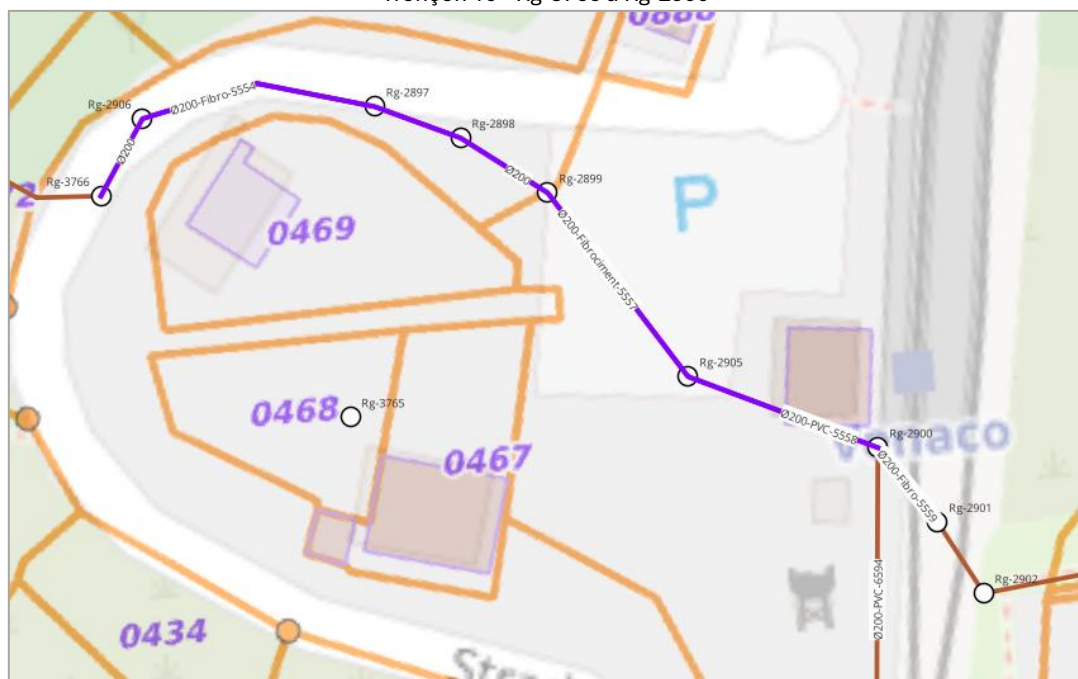 0888
Rg-2906
Ø200-Fibro-5554
Rg-2897
Rg-2898
Ø200
Rg-3766
Ø200
Rg-2899
P
0469
Ø200-Fibrociment-5557
Rg-2905
0468
Rg-3765
Ø200-PVC-5558
Rg-2900
0467
Ø200-Fibro-5559
Rg-2901
Rg-2902
Ø200-PVC-6594
0434